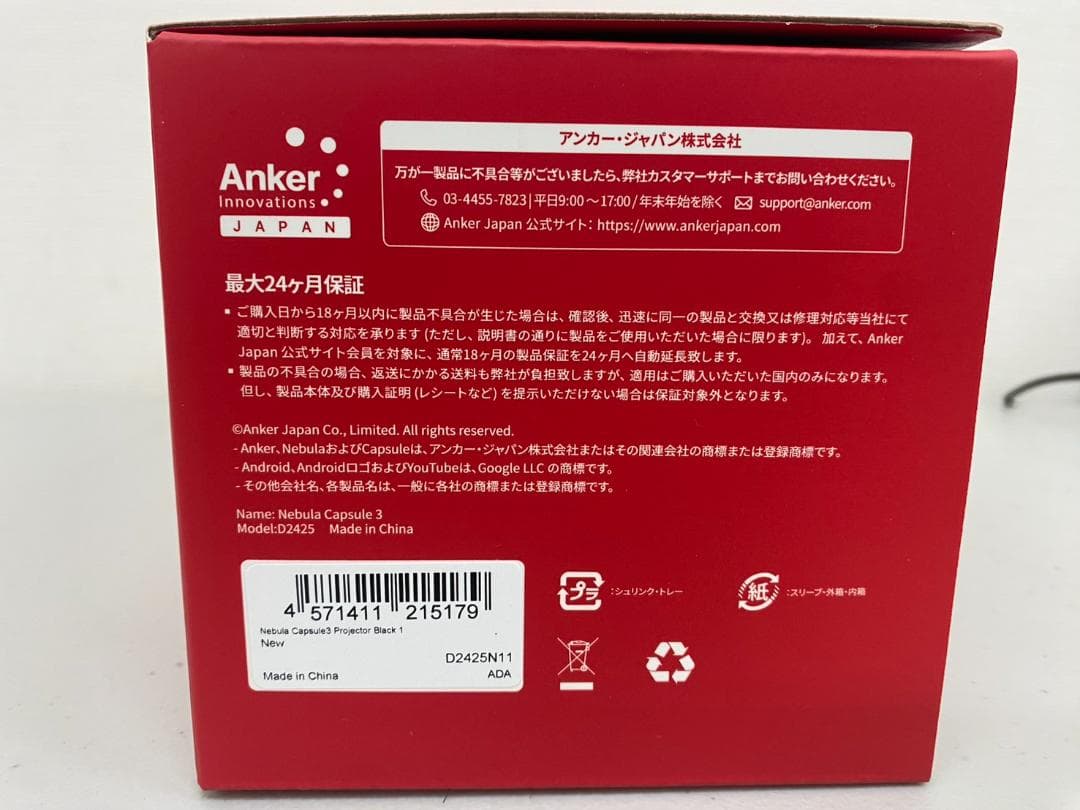 Anker
Innovations
JAPAN
アンカー・ジャパン株式会社
万が一製品に不具合等がございましたら、弊社カスタマーサポートまでお問い合わせください。
03-4455-7823|平日9:00～17:00/年末年始を除く support@anker.com
Anker Japan 公式サイト：https://www.ankerjapan.com
最大24ヶ月保証
▪ ご購入日から18ヶ月以内に製品不具合が生じた場合は、確認後、迅速に同一の製品と交換又は修理対応等当社にて
適切と判断する対応を承ります (ただし、説明書の通りに製品をご使用いただいた場合に限ります)。加えて、Anker
Japan 公式サイト会員を対象に、通常18ヶ月の製品保証を24ヶ月へ自動延長致します。
▪ 製品の不具合の場合、返送にかかる送料も弊社が負担致しますが、適用はご購入いただいた国内のみになります。
但し、製品本体及び購入証明 (レシートなど) を提示いただけない場合は保証対象外となります。
©Anker Japan Co., Limited. All rights reserved.
- Anker、NebulaおよびCapsuleは、アンカー・ジャパン株式会社またはその関連会社の商標または登録商標です。
- Android、AndroidロゴおよびYouTubeは、Google LLC の商標です。
- その他会社名、各製品名は、一般に各社の商標または登録商標です。
Name: Nebula Capsule 3
Model:D2425 Made in China
4 571411 215179
Nebula Capsule3 Projector Black 1
New
D2425N11
Made in China
ADA
プラ :シュリンク・トレー
紙 :スリーブ・外箱・内箱